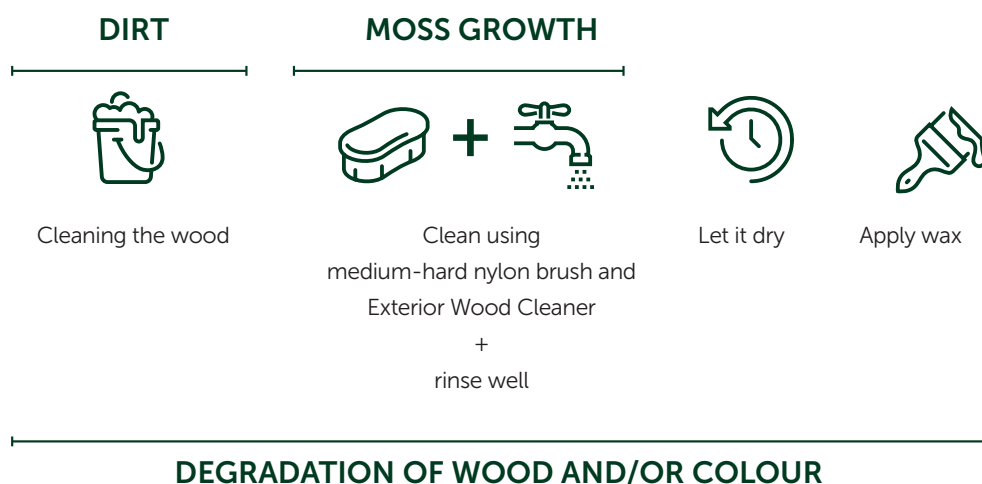 DIRT
MOSS GROWTH
Cleaning the wood
Clean using
medium-hard nylon brush and
Exterior Wood Cleaner
+
rinse well
Let it dry
Apply wax
DEGRADATION OF WOOD AND/OR COLOUR